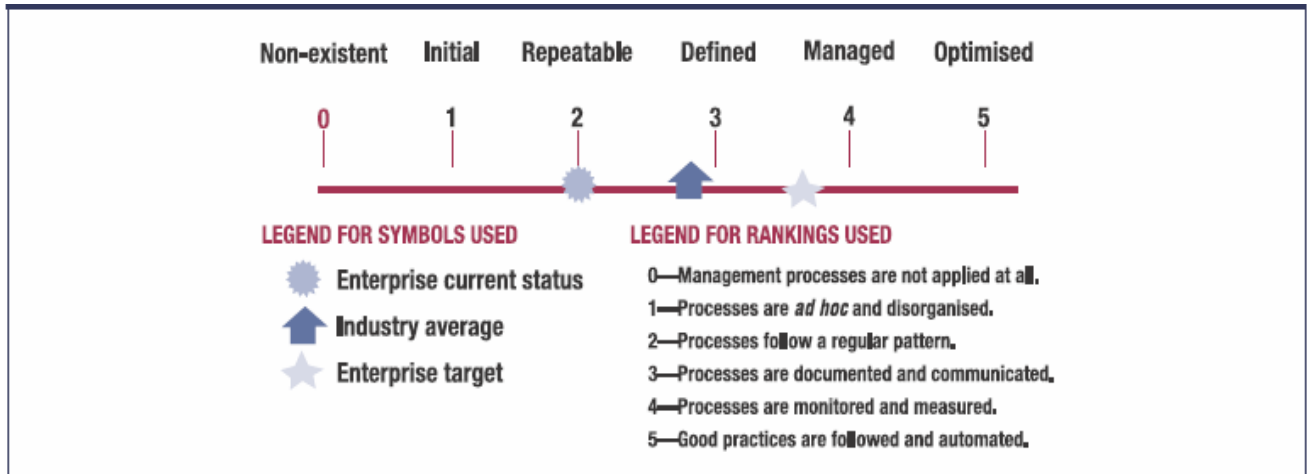 Non-existent Initial Repeatable Defined Managed Optimised
0 1 2 3 4 5
LEGEND FOR SYMBOLS USED
Enterprise current status
Industry average
Enterprise target
LEGEND FOR RANKINGS USED
0—Management processes are not applied at all.
1—Processes are ad hoc and disorganised.
2—Processes follow a regular pattern.
3—Processes are documented and communicated.
4—Processes are monitored and measured.
5—Good practices are followed and automated.